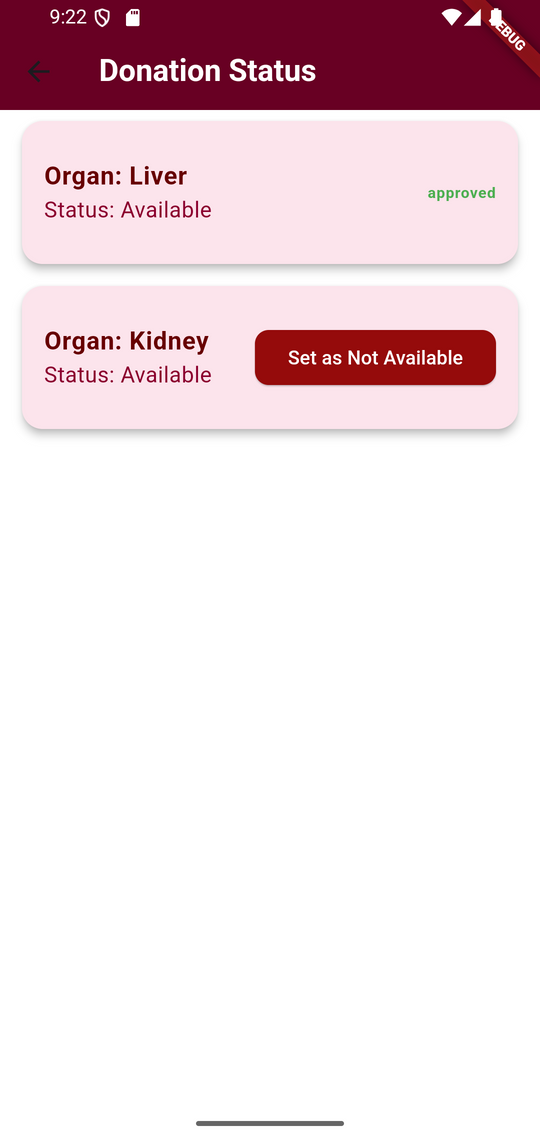 9:22
DEBUG
Donation Status
Organ: Liver
Status: Available
approved
Organ: Kidney
Status: Available
Set as Not Available